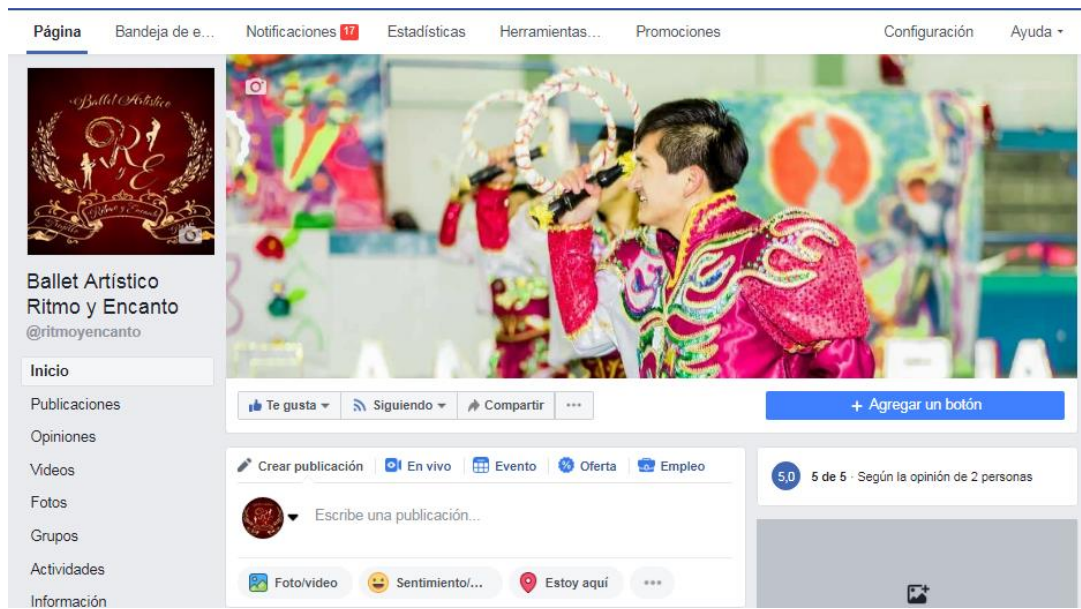 Página Bandeja de e... Notificaciones 17 Estadísticas Herramientas... Promociones Configuración Ayuda
Ballet Artístico
R y E
Ritmo y Encanto
Ballet Artístico
Ritmo y Encanto
@ritmoyencanto
Inicio
Publicaciones
Opiniones
Videos
Fotos
Grupos
Actividades
Información
Te gusta Siguiendo Compartir ...
+ Agregar un botón
Crear publicación En vivo Evento Oferta Empleo
Escribe una publicación...
Foto/video Sentimiento/... Estoy aquí ...
5,0 5 de 5 · Según la opinión de 2 personas